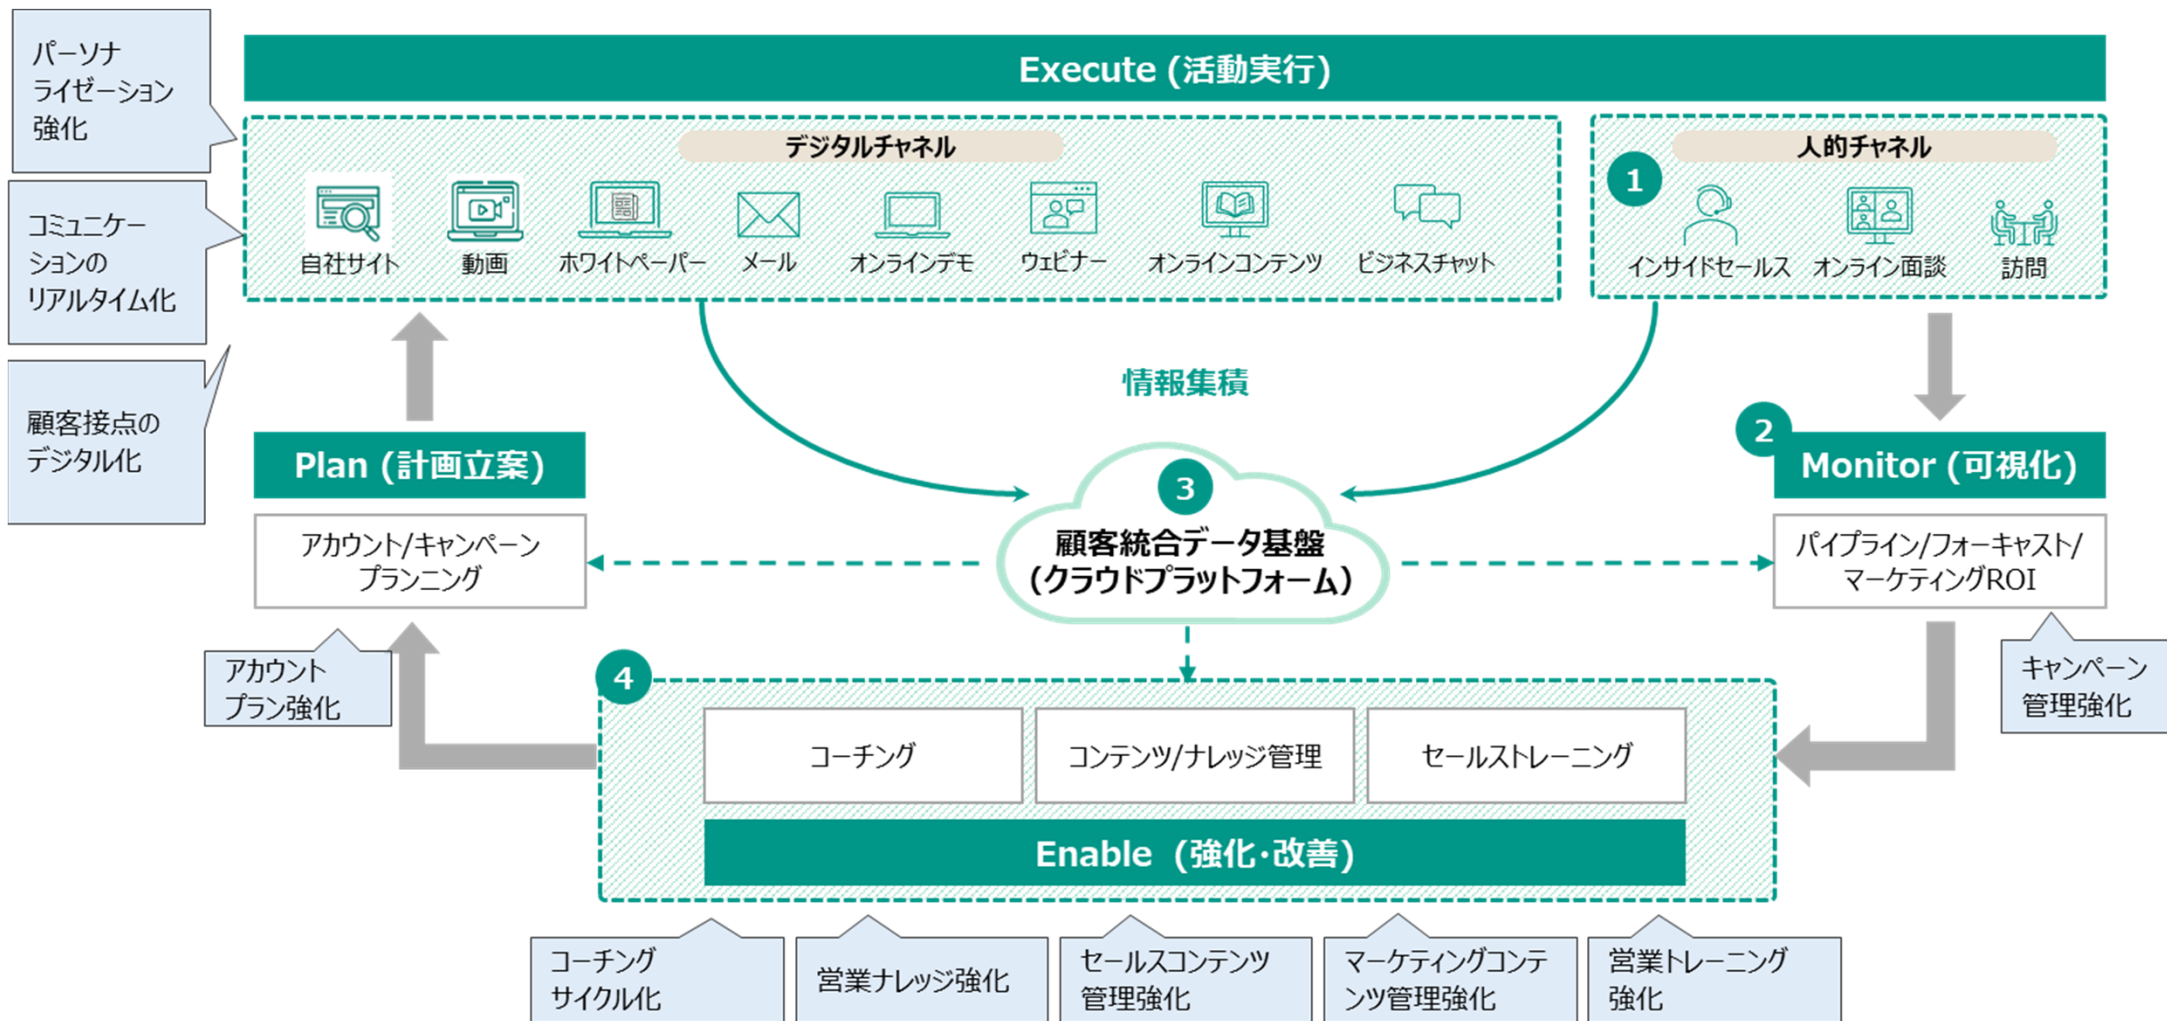 Execute (活動実行)
パーソナ
ライゼーション
強化
デジタルチャネル
人的チャネル
1
コミュニケー
ションの
リアルタイム化
自社サイト
動画
ホワイトペーパー
メール
オンラインデモ
ウェビナー
オンラインコンテンツ
ビジネスチャット
インサイドセールス
オンライン面談
訪問
顧客接点の
デジタル化
情報集積
Plan (計画立案)
アカウント/キャンペーン
プランニング
アカウント
プラン強化
3
顧客統合データ基盤
(クラウドプラットフォーム)
2
Monitor (可視化)
パイプライン/フォーキャスト/
マーケティングROI
キャンペーン
管理強化
4
コーチング
コンテンツ/ナレッジ管理
セールストレーニング
Enable (強化・改善)
コーチング
サイクル化
営業ナレッジ強化
セールスコンテンツ
管理強化
マーケティングコンテ
ンツ管理強化
営業トレーニング
強化